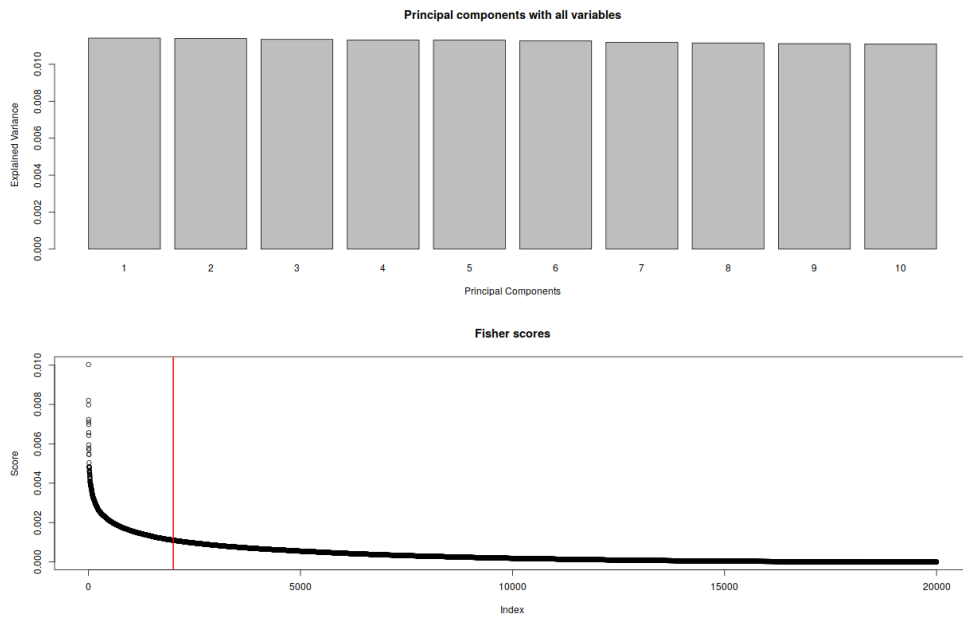 Principal components with all variables
Explained Variance
0.010
0.008
0.006
0.004
0.002
0.000
1 2 3 4 5 6 7 8 9 10
Principal Components
Fisher scores
Score
0.010
0.008
0.006
0.004
0.002
0.000
0 5000 10000 15000 20000
Index